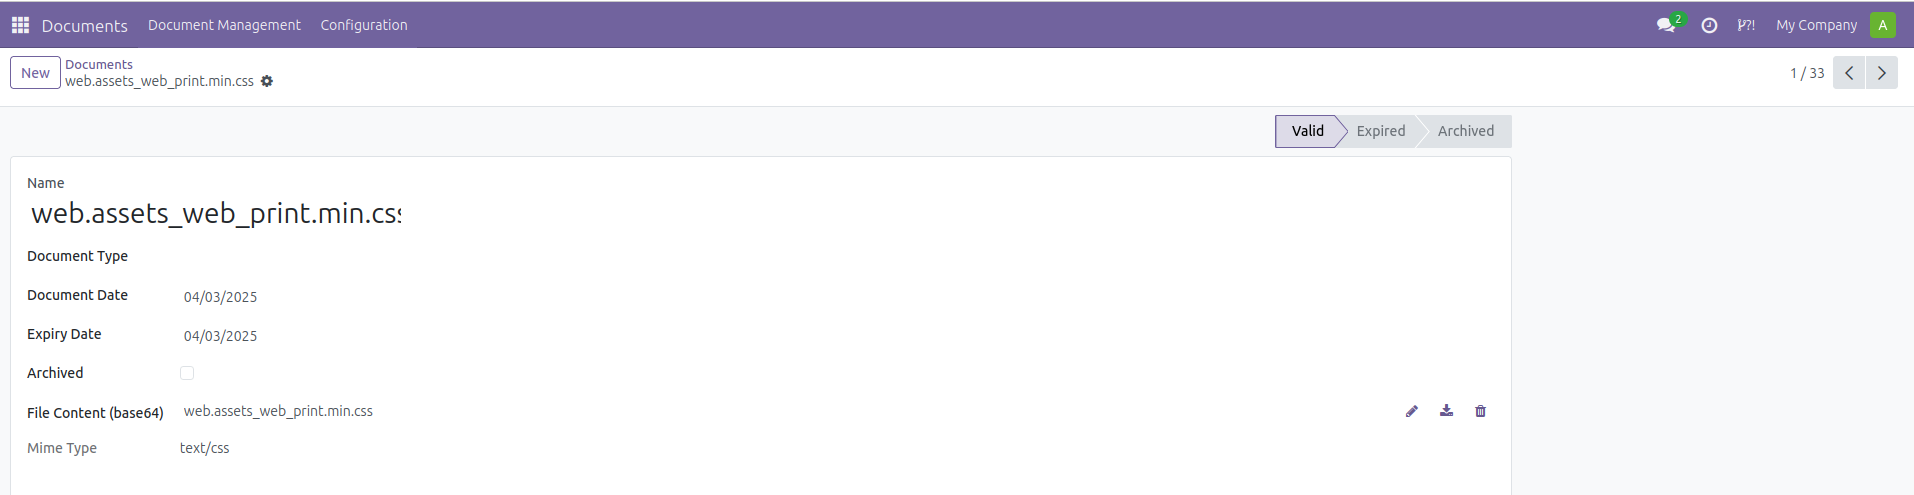 Documents Document Management Configuration 2 ?! My Company A
New Documents
web.assets_web_print.min.css 1 / 33
Valid Expired Archived
Name
web.assets_web_print.min.css
Document Type
Document Date 04/03/2025
Expiry Date 04/03/2025
Archived
File Content (base64) web.assets_web_print.min.css
Mime Type text/css